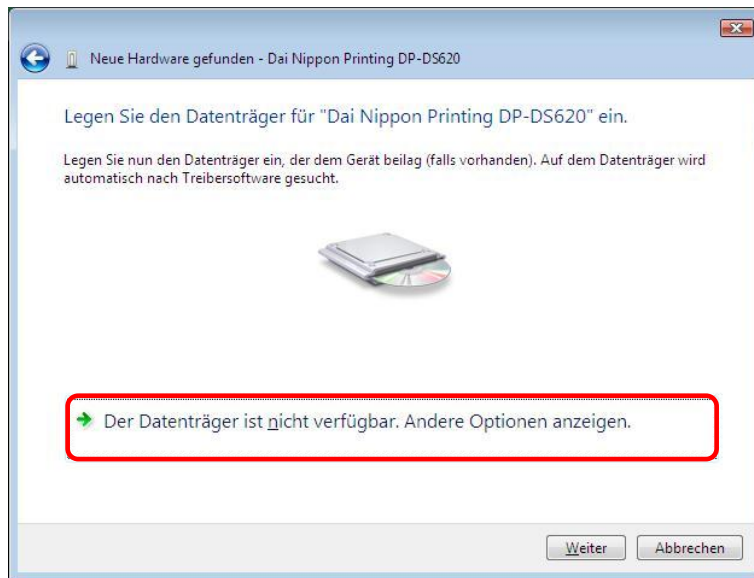 Neue Hardware gefunden - Dai Nippon Printing DP-DS620
Legen Sie den Datenträger für "Dai Nippon Printing DP-DS620" ein.
Legen Sie nun den Datenträger ein, der dem Gerät beilag (falls vorhanden). Auf dem Datenträger wird
automatisch nach Treibersoftware gesucht.
Der Datenträger ist nicht verfügbar. Andere Optionen anzeigen.
Weiter
Abbrechen